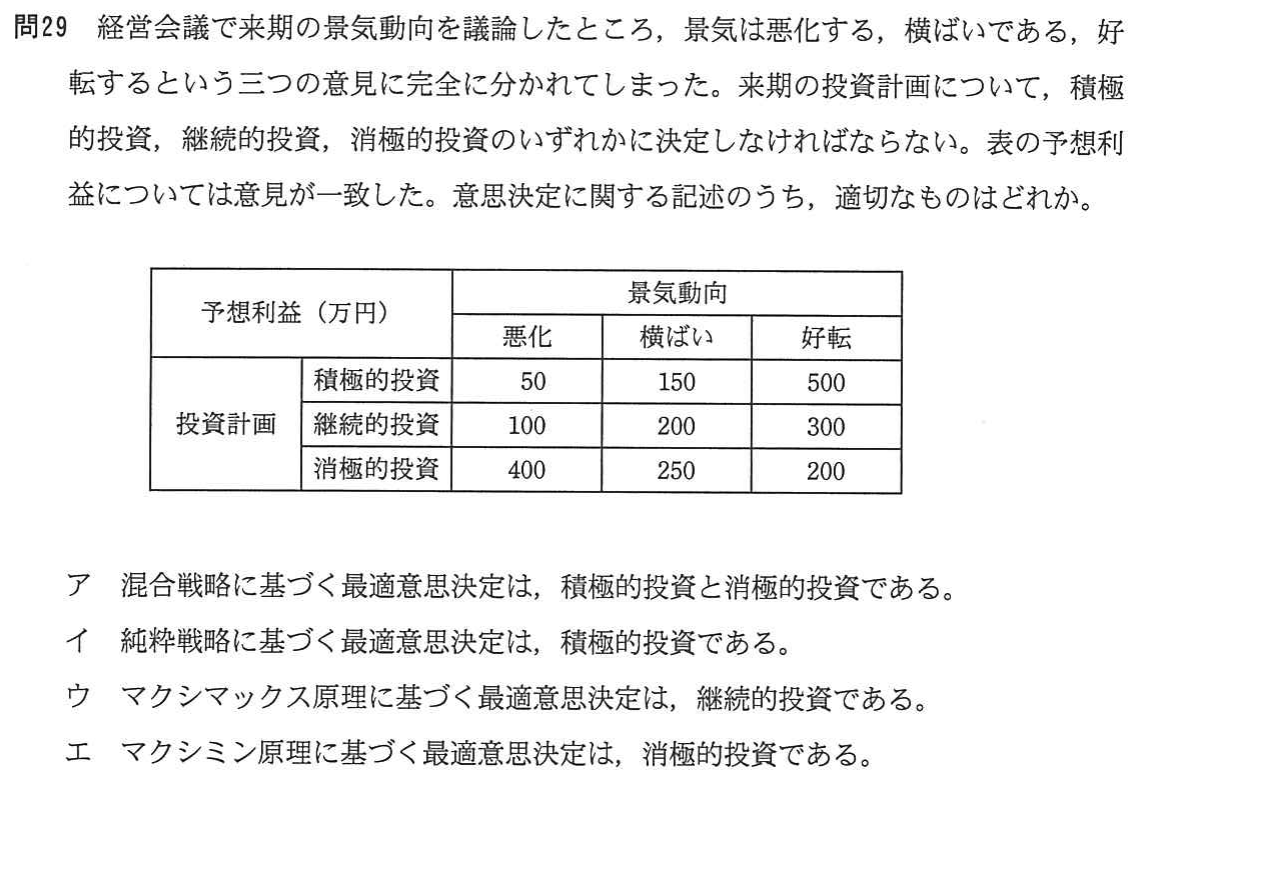 問29 経営会議で来期の景気動向を議論したところ，景気は悪化する，横ばいである，好
転するという三つの意見に完全に分かれてしまった。来期の投資計画について，積極
的投資，継続的投資，消極的投資のいずれかに決定しなければならない。表の予想利
益については意見が一致した。意思決定に関する記述のうち，適切なものはどれか。
予想利益（万円）
景気動向
悪化 横ばい 好転
投資計画
積極的投資 50 150 500
継続的投資 100 200 300
消極的投資 400 250 200
ア 混合戦略に基づく最適意思決定は，積極的投資と消極的投資である。
イ 純粋戦略に基づく最適意思決定は，積極的投資である。
ウ マクシマックス原理に基づく最適意思決定は，継続的投資である。
エ マクシミン原理に基づく最適意思決定は，消極的投資である。